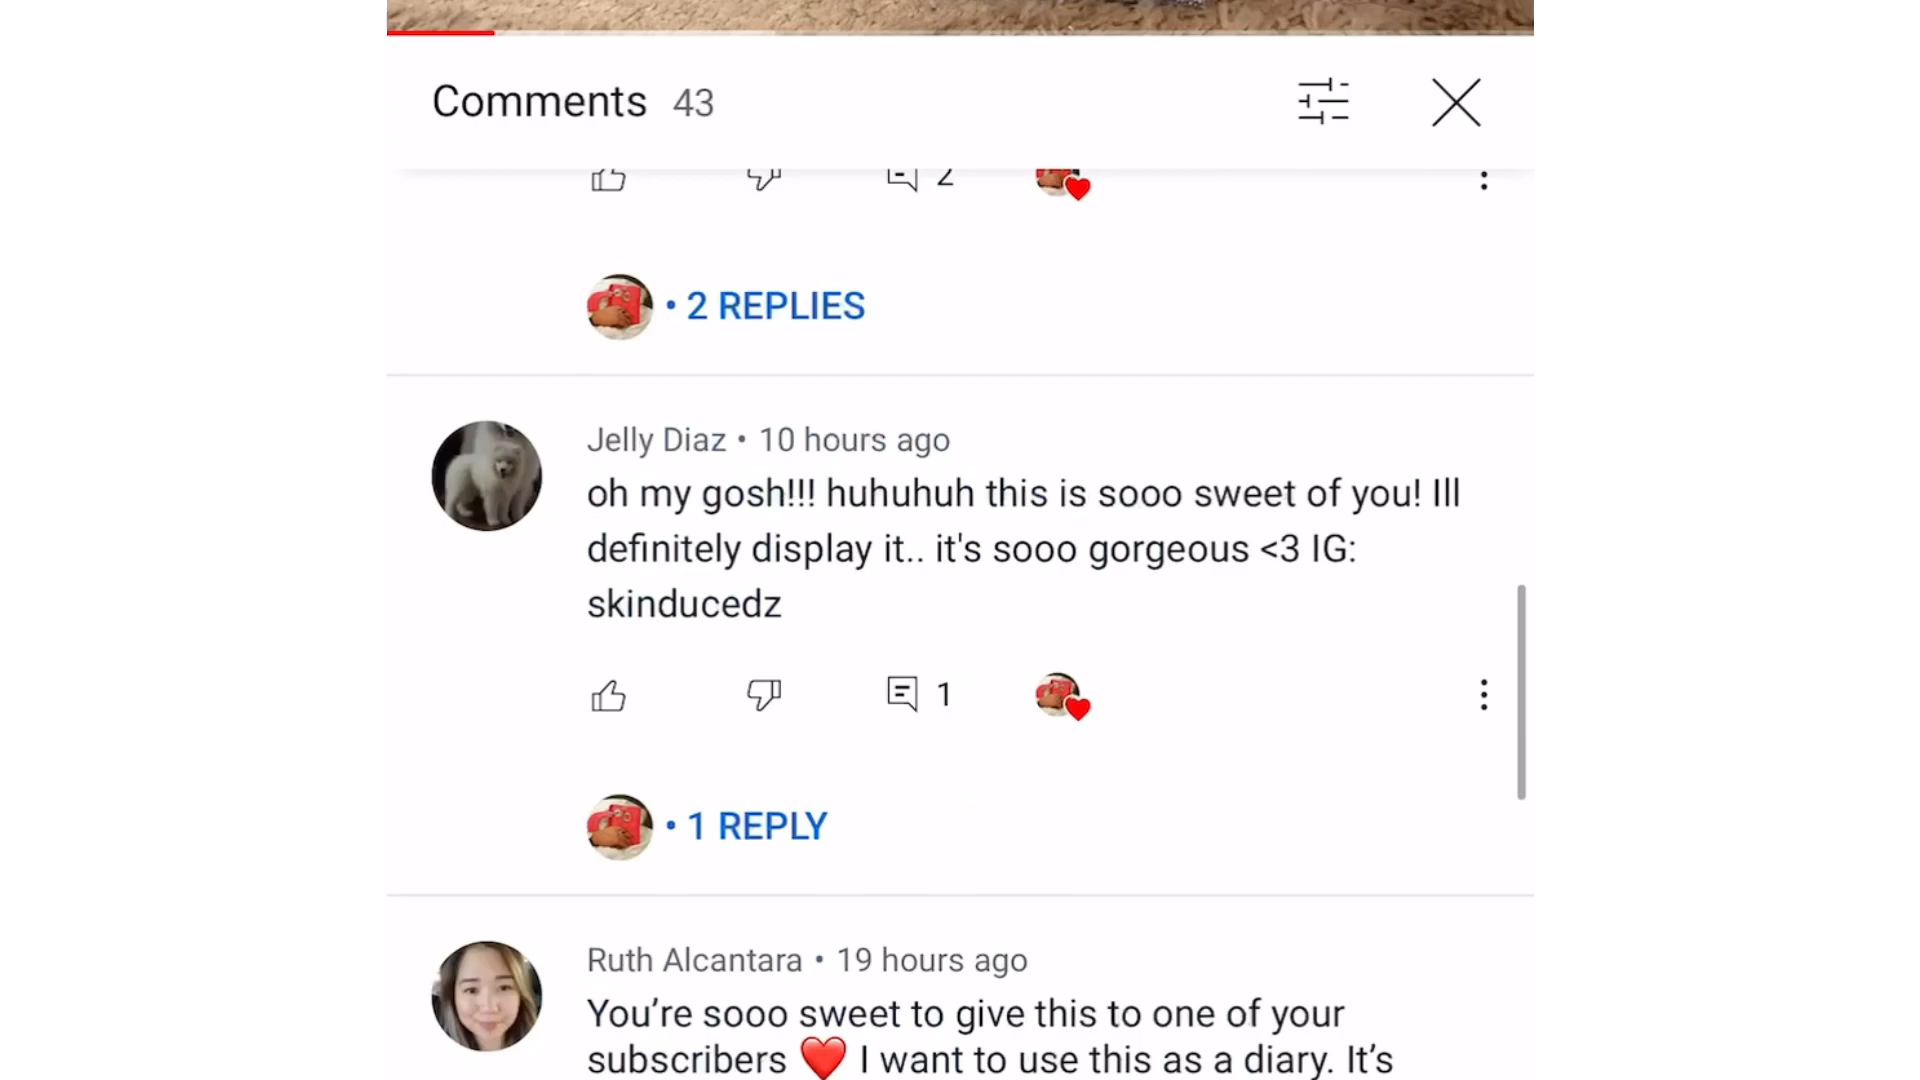 Comments 43
2
• 2 REPLIES
Jelly Diaz • 10 hours ago
oh my gosh!!! huhuhuh this is sooo sweet of you! Ill
definitely display it.. it's sooo gorgeous <3 IG:
skinducedz
1
• 1 REPLY
Ruth Alcantara • 19 hours ago
You’re sooo sweet to give this to one of your
subscribers ❤️ I want to use this as a diary. It’s